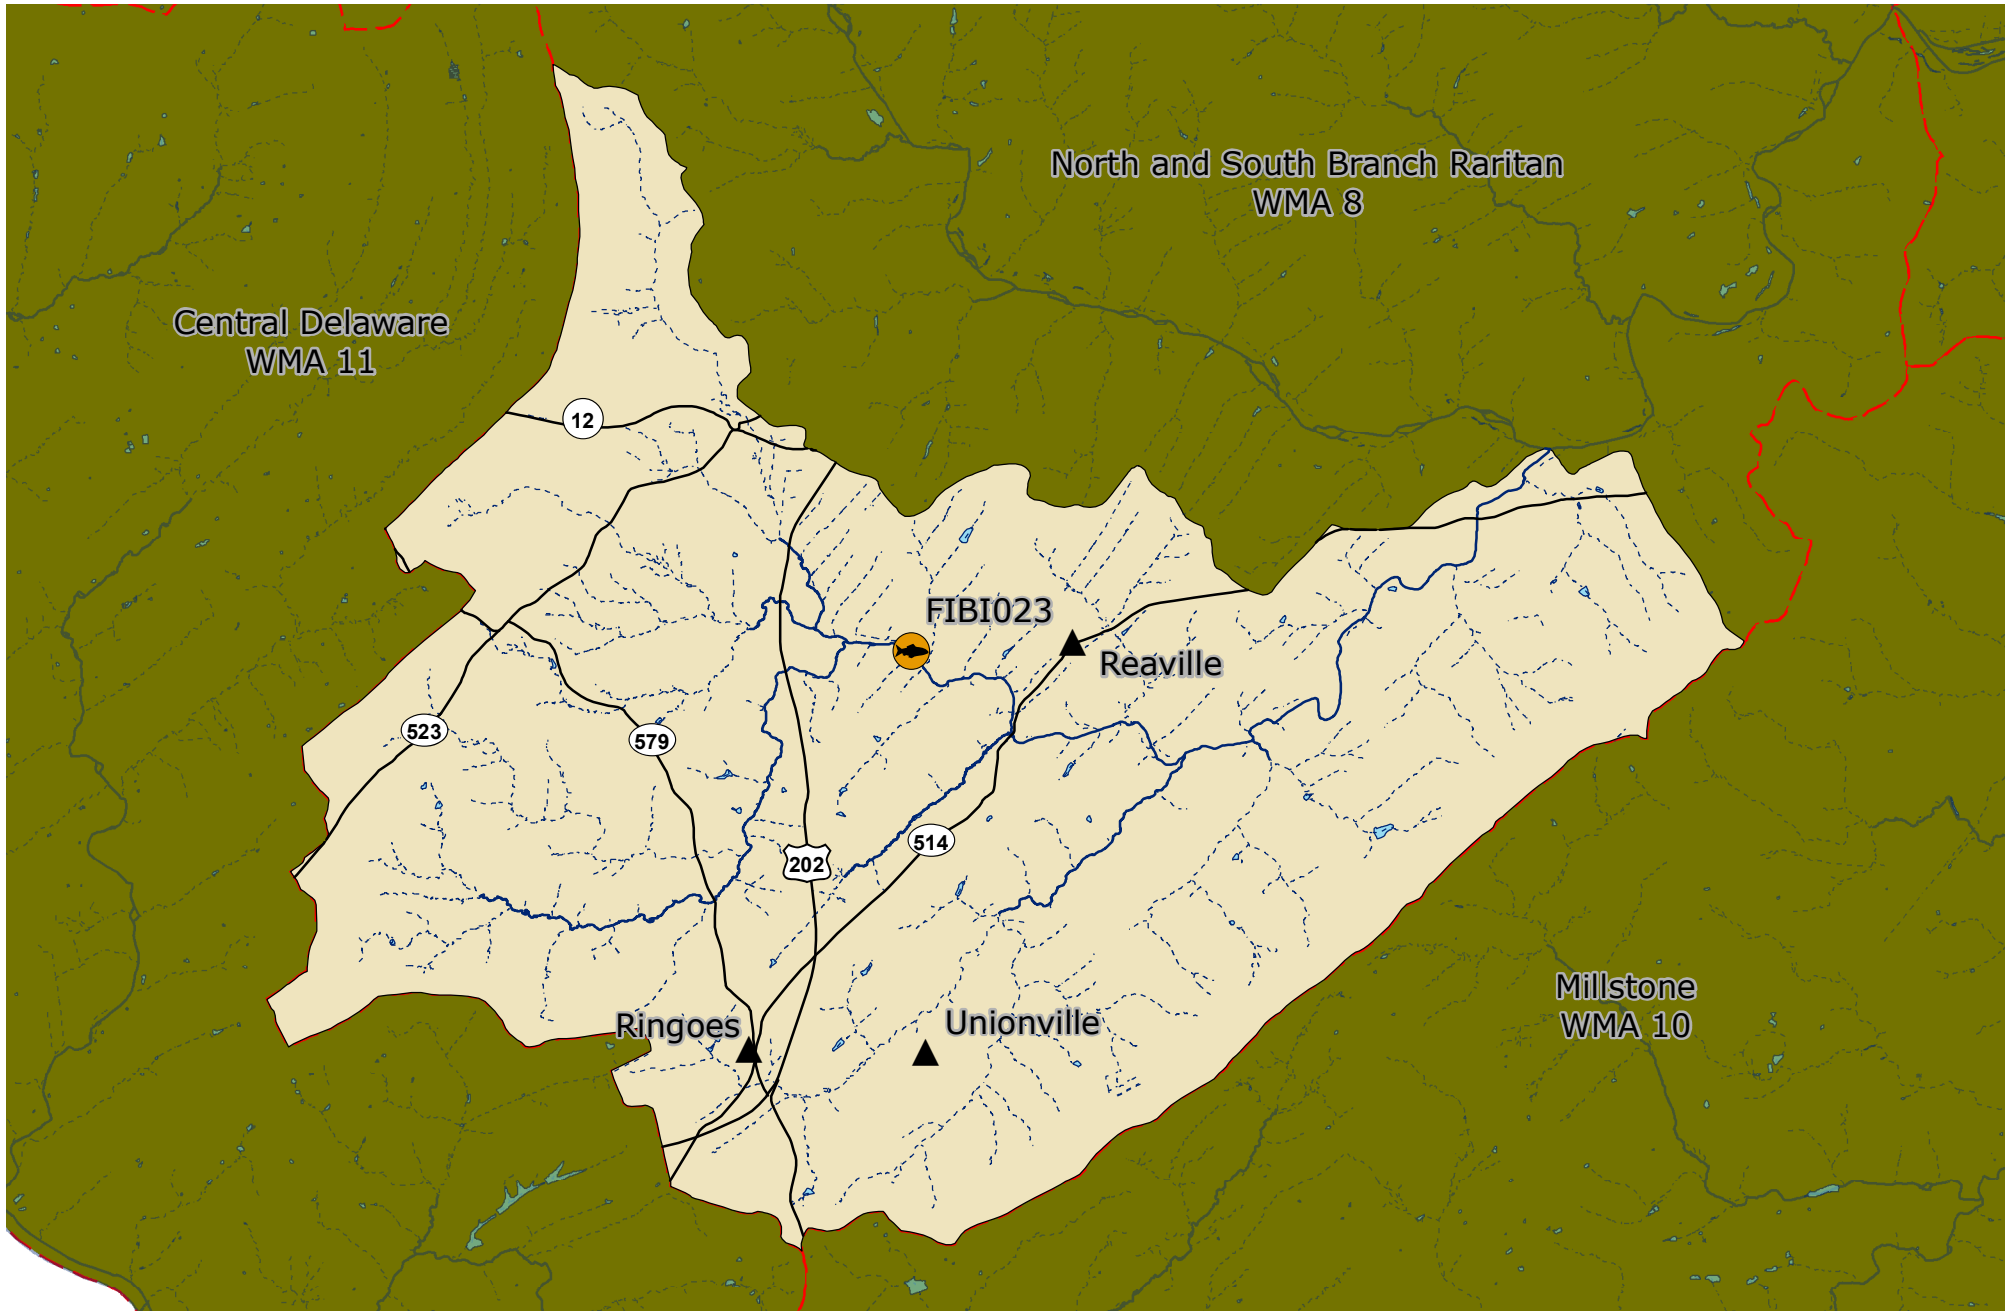 North and South Branch Raritan
WMA 8
Central Delaware
WMA 11
12
FIBI023
Reaville
523
579
514
202
Millstone
WMA 10
Ringoes
Unionville